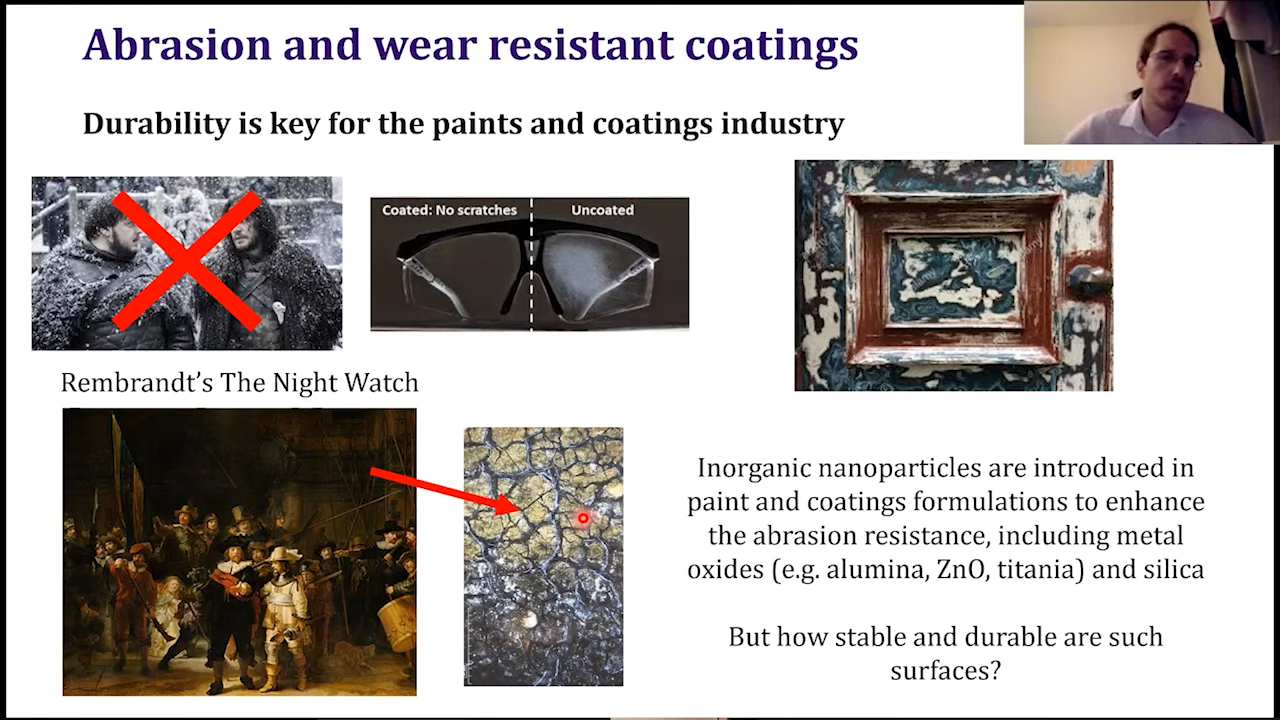 Abrasion and wear resistant coatings
Durability is key for the paints and coatings industry
Coated: No scratches
Uncoated
Rembrandt's The Night Watch
Inorganic nanoparticles are introduced in
paint and coatings formulations to enhance
the abrasion resistance, including metal
oxides (e.g. alumina, ZnO, titania) and silica
But how stable and durable are such
surfaces?